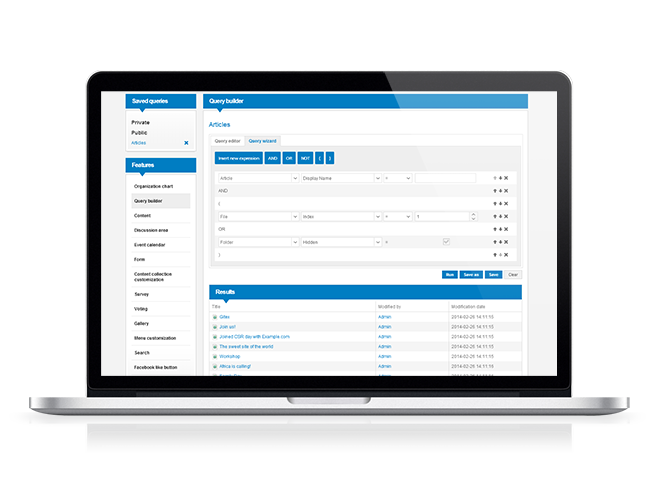 Saved queries
Private
Public
Articles
Features
Organization chart
Query builder
Content
Discussion area
Event calendar
Form
Content collection
customization
Survey
Voting
Gallery
Menu customization
Search
Facebook like button
Query builder
Articles
Query editor Query wizard
Insert new expression AND OR NOT ( )
Article Display Name =
AND
(
File Index = 1
OR
Folder Hidden =
)
Run Save as Save Clear
Results
Title Modified by Modification date
Admin 2014-02-26 14:11:16
Join us! Admin 2014-02-26 14:11:15
Joined CSR day with Example.com Admin 2014-02-26 14:11:15
The sweet site of the world! Admin 2014-02-26 14:11:15
Workshop Admin 2014-02-26 14:11:15
Africa is calling! Admin 2014-02-26 14:11:15